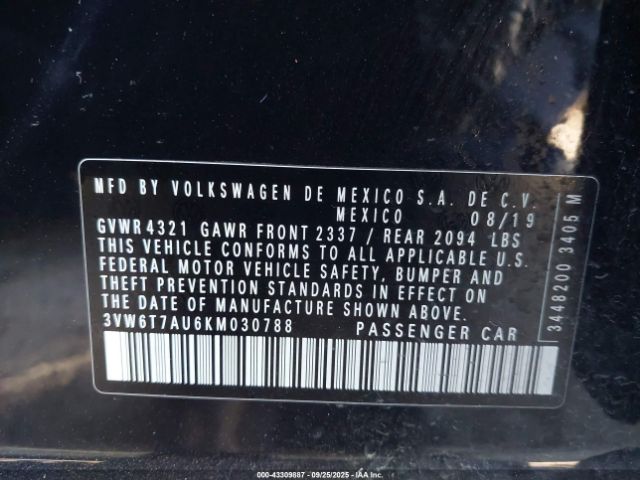 MFD BY VOLKSWAGEN DE MEXICO S.A. DE C.V.
MEXICO 08/19
GVWR 4321 GAWR FRONT 2337 / REAR 2094 LBS
THIS VEHICLE CONFORMS TO ALL APPLICABLE U.S.
FEDERAL MOTOR VEHICLE SAFETY, BUMPER AND
THEFT PREVENTION STANDARDS IN EFFECT ON
THE DATE OF MANUFACTURE SHOWN ABOVE.
3VW6T7AU6KM030788 PASSENGER CAR
3448200 3405 M
© 43309887 - 09/25/2025 - IAA Inc.